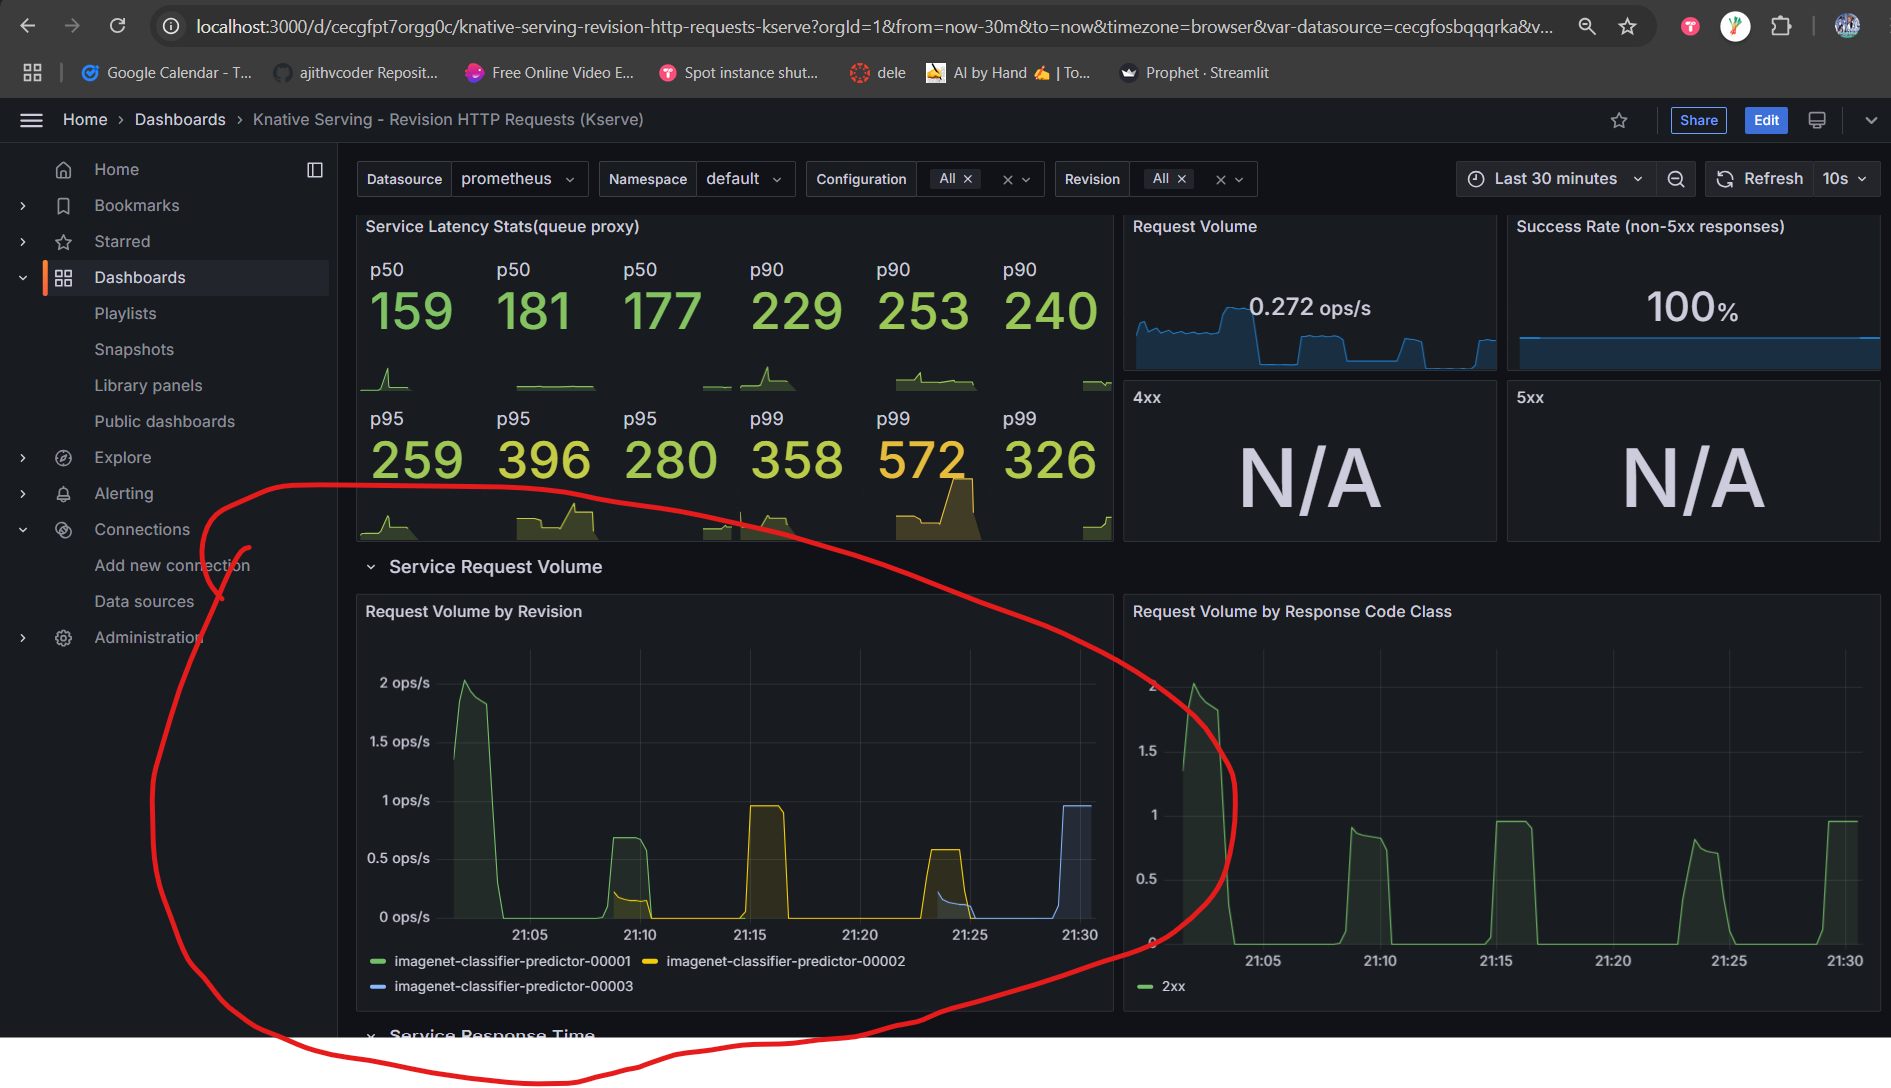 localhost:3000/d/cecgfpt7orgg0c/knative-serving-revision-http-requests-kserve?orgId=1&from=now-30m&to=now&timezone=browser&var-datasource=cecgfosbqqqrka&v...
Google Calendar - T... ajithvcoder Reposit... Free Online Video E... Spot instance shut... dele AI by Hand ✍️ | To... Prophet · Streamlit
Home › Dashboards › Knative Serving - Revision HTTP Requests (Kserve) Share Edit
Home
Bookmarks
Starred
Dashboards
Playlists
Snapshots
Library panels
Public dashboards
Explore
Alerting
Connections
Add new connection
Data sources
Administration
Datasource prometheus Namespace default Configuration All Revision All Last 30 minutes Refresh 10s
Service Latency Stats(queue proxy)
p50 p50 p50 p90 p90 p90
159 181 177 229 253 240
p95 p95 p95 p99 p99 p99
259 396 280 358 572 326
Request Volume
0.272 ops/s
Success Rate (non-5xx responses)
100%
4xx
N/A
5xx
N/A
Service Request Volume
Request Volume by Revision
2 ops/s
1.5 ops/s
1 ops/s
0.5 ops/s
0 ops/s
21:05 21:10 21:15 21:20 21:25 21:30
imagenet-classifier-predictor-00001 imagenet-classifier-predictor-00002
imagenet-classifier-predictor-00003
Request Volume by Response Code Class
2
1.5
1
0.5
0
21:05 21:10 21:15 21:20 21:25 21:30
2xx
Service Response Time